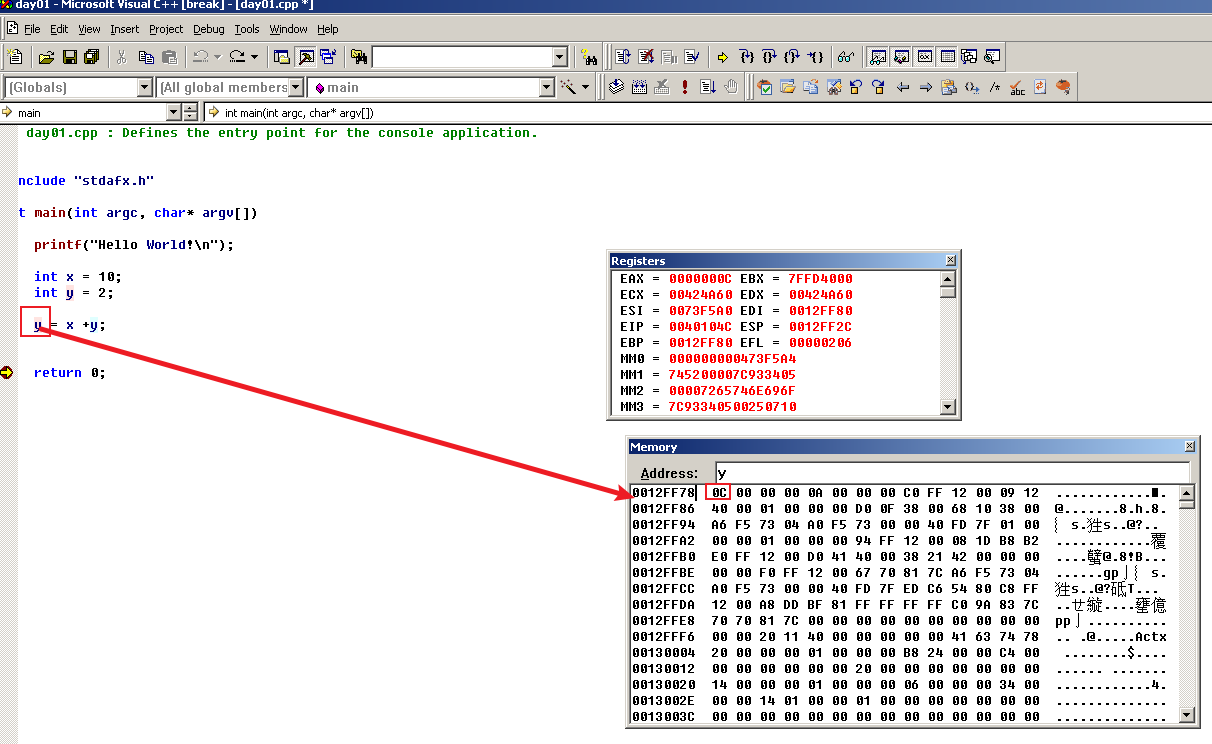 day01 - Microsoft Visual C++ [break] - [day01.cpp *]
File Edit View Insert Project Debug Tools Window Help
(Globals) (All global members main
main int main(int argc, char* argv[])
day01.cpp : Defines the entry point for the console application.
nclude "stdafx.h"
t main(int argc, char* argv[])
printf("Hello World!\n");
int x = 10;
int y = 2;
y = x +y;
return 0;
Registers
EAX = 0000000C EBX = 7FFD4000
ECX = 00424A60 EDX = 00424A60
ESI = 0073F5A0 EDI = 0012FF80
EIP = 0040104C ESP = 0012FF2C
EBP = 0012FF80 EFL = 00000206
MM0 = 000000000473F5A4
MM1 = 745200007C933405
MM2 = 00007265746E696F
MM3 = 7C93340500250710
Memory
Address: y
0012FF78 0C 00 00 00 0A 00 00 00 C0 FF 12 00 09 12
0012FF86 40 00 01 00 00 00 D0 0F 38 00 68 10 38 00 @.......8.h.8.
0012FF94 A6 F5 73 04 A0 F5 73 00 00 40 FD 7F 01 00
0012FFA2 00 00 01 00 00 00 94 FF 12 00 08 1D B8 B2 ............覆
0012FFB0 E0 FF 12 00 D0 41 40 00 38 21 42 00 00 00
0012FFBE 00 00 F0 FF 12 00 67 70 81 7C A6 F5 73 04
0012FFCC A0 F5 73 00 00 40 FD 7F ED C6 54 80 C8 FF
0012FFDA 12 00 A8 DD BF 81 FF FF FF FF C0 9A 83 7C
0012FFE8 70 70 81 7C 00 00 00 00 00 00 00 00 00 00
0012FFF6 00 00 20 11 40 00 00 00 00 00 41 63 74 78 .. .@.....Actx
00130004 20 00 00 00 01 00 00 00 B8 24 00 00 C4 00  ........$....
00130012 00 00 00 00 00 00 20 00 00 00 00 00 00 00 ...... .......
00130020 14 00 00 00 01 00 00 00 06 00 00 00 34 00 ............4.
0013002E 00 00 14 01 00 00 01 00 00 00 00 00 00 00 ..............
0013003C 00 00 00 00 00 00 00 00 00 00 00 00 00 00 ..............